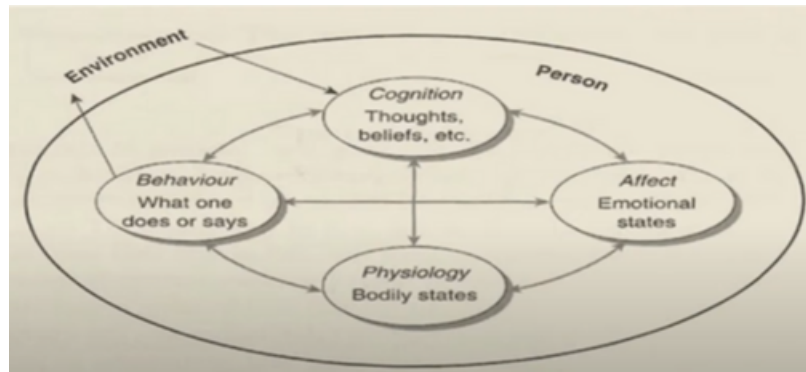 Environment
Person
Cognition
Thoughts,
beliefs, etc.
Behaviour
What one
does or says
Affect
Emotional
states
Physiology
Bodily states